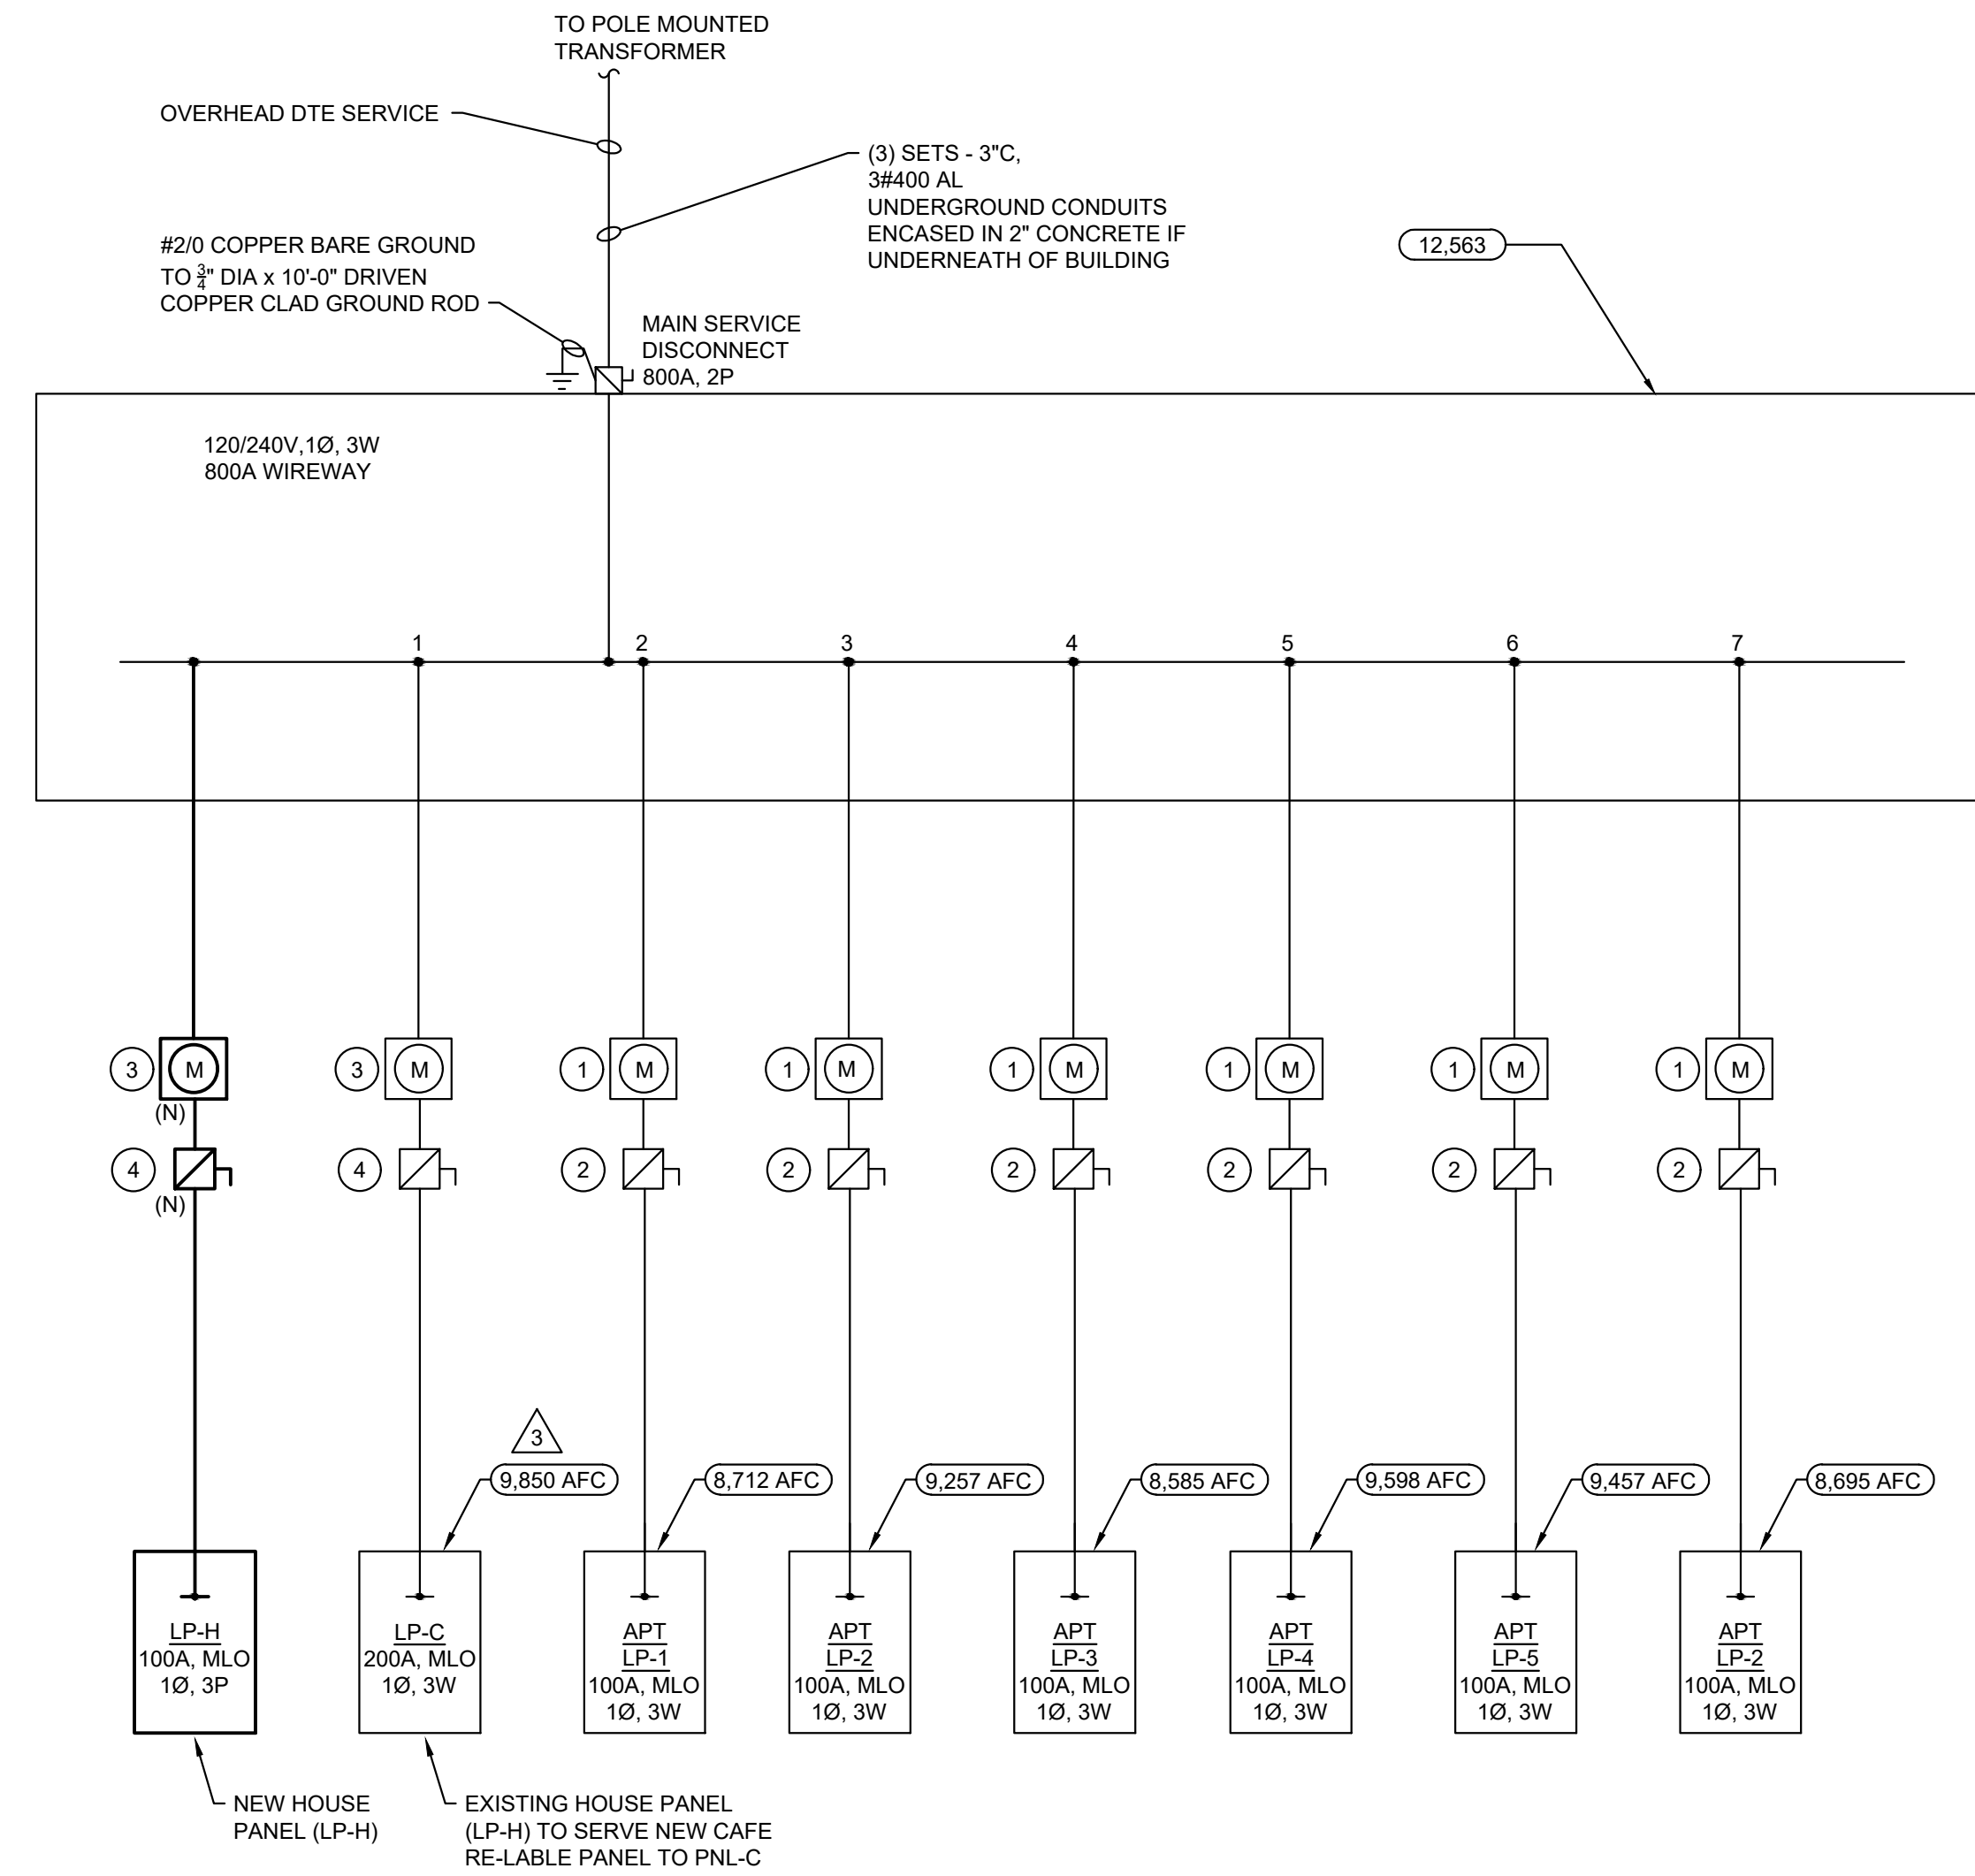 TO POLE MOUNTED
TRANSFORMER
OVERHEAD DTE SERVICE
(3) SETS - 3"C,
3#400 AL
UNDERGROUND CONDUITS
ENCASED IN 2" CONCRETE IF
UNDERNEATH OF BUILDING
#2/0 COPPER BARE GROUND
TO 3/4" DIA x 10'-0" DRIVEN
COPPER CLAD GROUND ROD
12,563
MAIN SERVICE
DISCONNECT
800A, 2P
120/240V,1Ø, 3W
800A WIREWAY
1 2 3 4 5 6 7
3 M 3 M 1 M 1 M 1 M 1 M 1 M 1 M
(N)
4 4 2 2 2 2 2 2
(N)
3
9,850 AFC 8,712 AFC 9,257 AFC 8,585 AFC 9,598 AFC 9,457 AFC 8,695 AFC
LP-H
100A, MLO
1Ø, 3P
LP-C
200A, MLO
1Ø, 3W
APT
LP-1
100A, MLO
1Ø, 3W
APT
LP-2
100A, MLO
1Ø, 3W
APT
LP-3
100A, MLO
1Ø, 3W
APT
LP-4
100A, MLO
1Ø, 3W
APT
LP-5
100A, MLO
1Ø, 3W
APT
LP-2
100A, MLO
1Ø, 3W
NEW HOUSE
PANEL (LP-H)
EXISTING HOUSE PANEL
(LP-H) TO SERVE NEW CAFE
RE-LABLE PANEL TO PNL-C